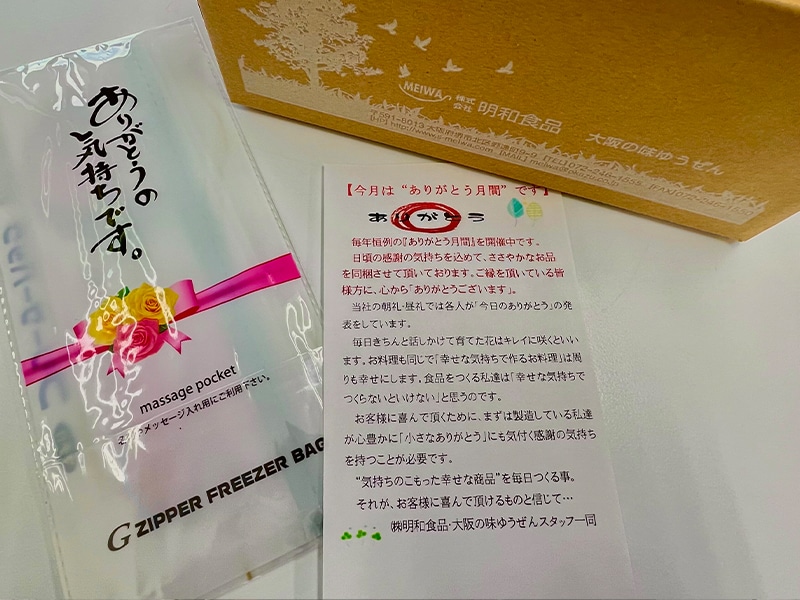 ありがとうの
気持ちです。
massage pocket
メッセージ入れ用にご利用下さい。
G ZIPPER FREEZER BAG
MEIWA 株式会社 明和食品 大阪の味ゆうぜん
【今月は“ありがとう月間”です】
ありがとう
毎年恒例の『ありがとう月間』を開催中です。
日頃の感謝の気持ちを込めて、ささやかなお品
を同梱させて頂いております。ご縁を頂いている皆
様方に、心から「ありがとうございます」。
当社の朝礼・昼礼では各人が「今日のありがとう」の発
表をしています。
毎日きちんと話しかけて育てた花はキレイに咲くといい
ます。お料理も同じで「幸せな気持ちで作るお料理」は周
りも幸せにします。食品をつくる私達は「幸せな気持ちで
つくらないといけない」と思うのです。
お客様に喜んで頂くために、まずは製造している私達
が心豊かに「小さなありがとう」にも気付く感謝の気持ち
を持つことが必要です。
“気持ちのこもった幸せな商品”を毎日つくる事。
それが、お客様に喜んで頂けるものと信じて…
㈱明和食品・大阪の味ゆうぜんスタッフ一同